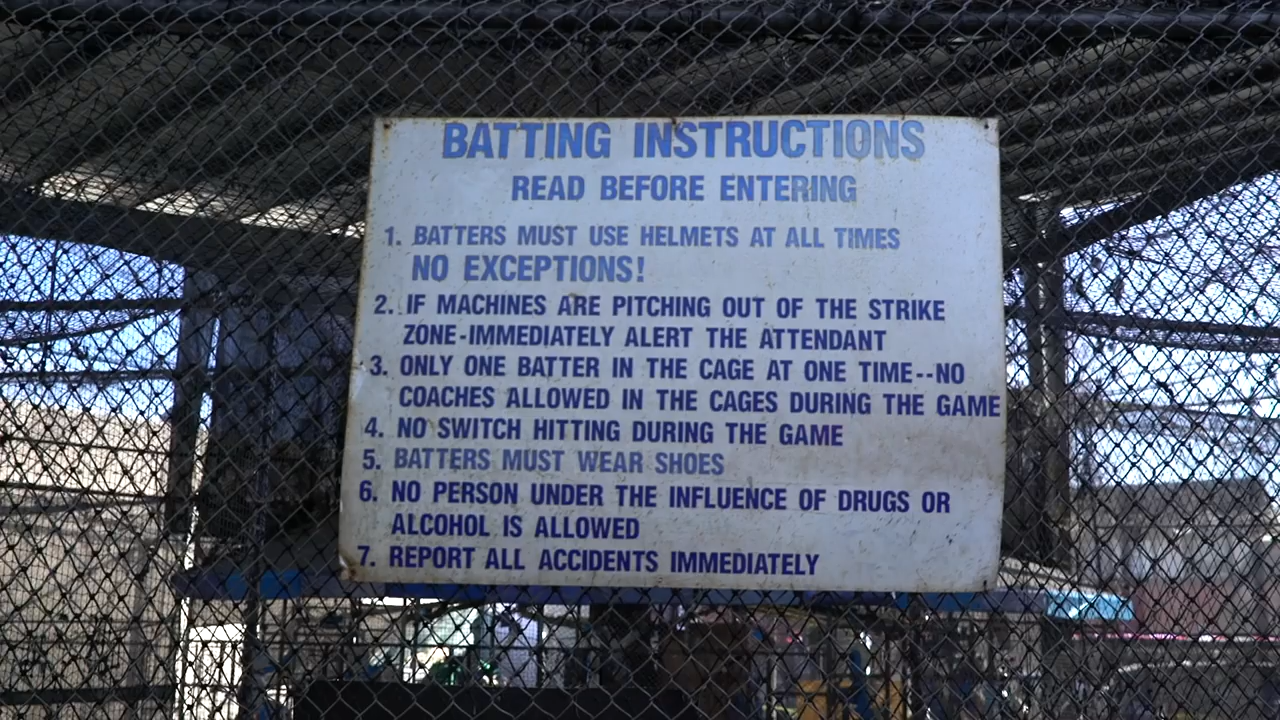 BATTING INSTRUCTIONS
READ BEFORE ENTERING
1. BATTERS MUST USE HELMETS AT ALL TIMES
NO EXCEPTIONS!
2. IF MACHINES ARE PITCHING OUT OF THE STRIKE
ZONE-IMMEDIATELY ALERT THE ATTENDANT
3. ONLY ONE BATTER IN THE CAGE AT ONE TIME--NO
COACHES ALLOWED IN THE CAGES DURING THE GAME
4. NO SWITCH HITTING DURING THE GAME
5. BATTERS MUST WEAR SHOES
6. NO PERSON UNDER THE INFLUENCE OF DRUGS OR
ALCOHOL IS ALLOWED
7. REPORT ALL ACCIDENTS IMMEDIATELY